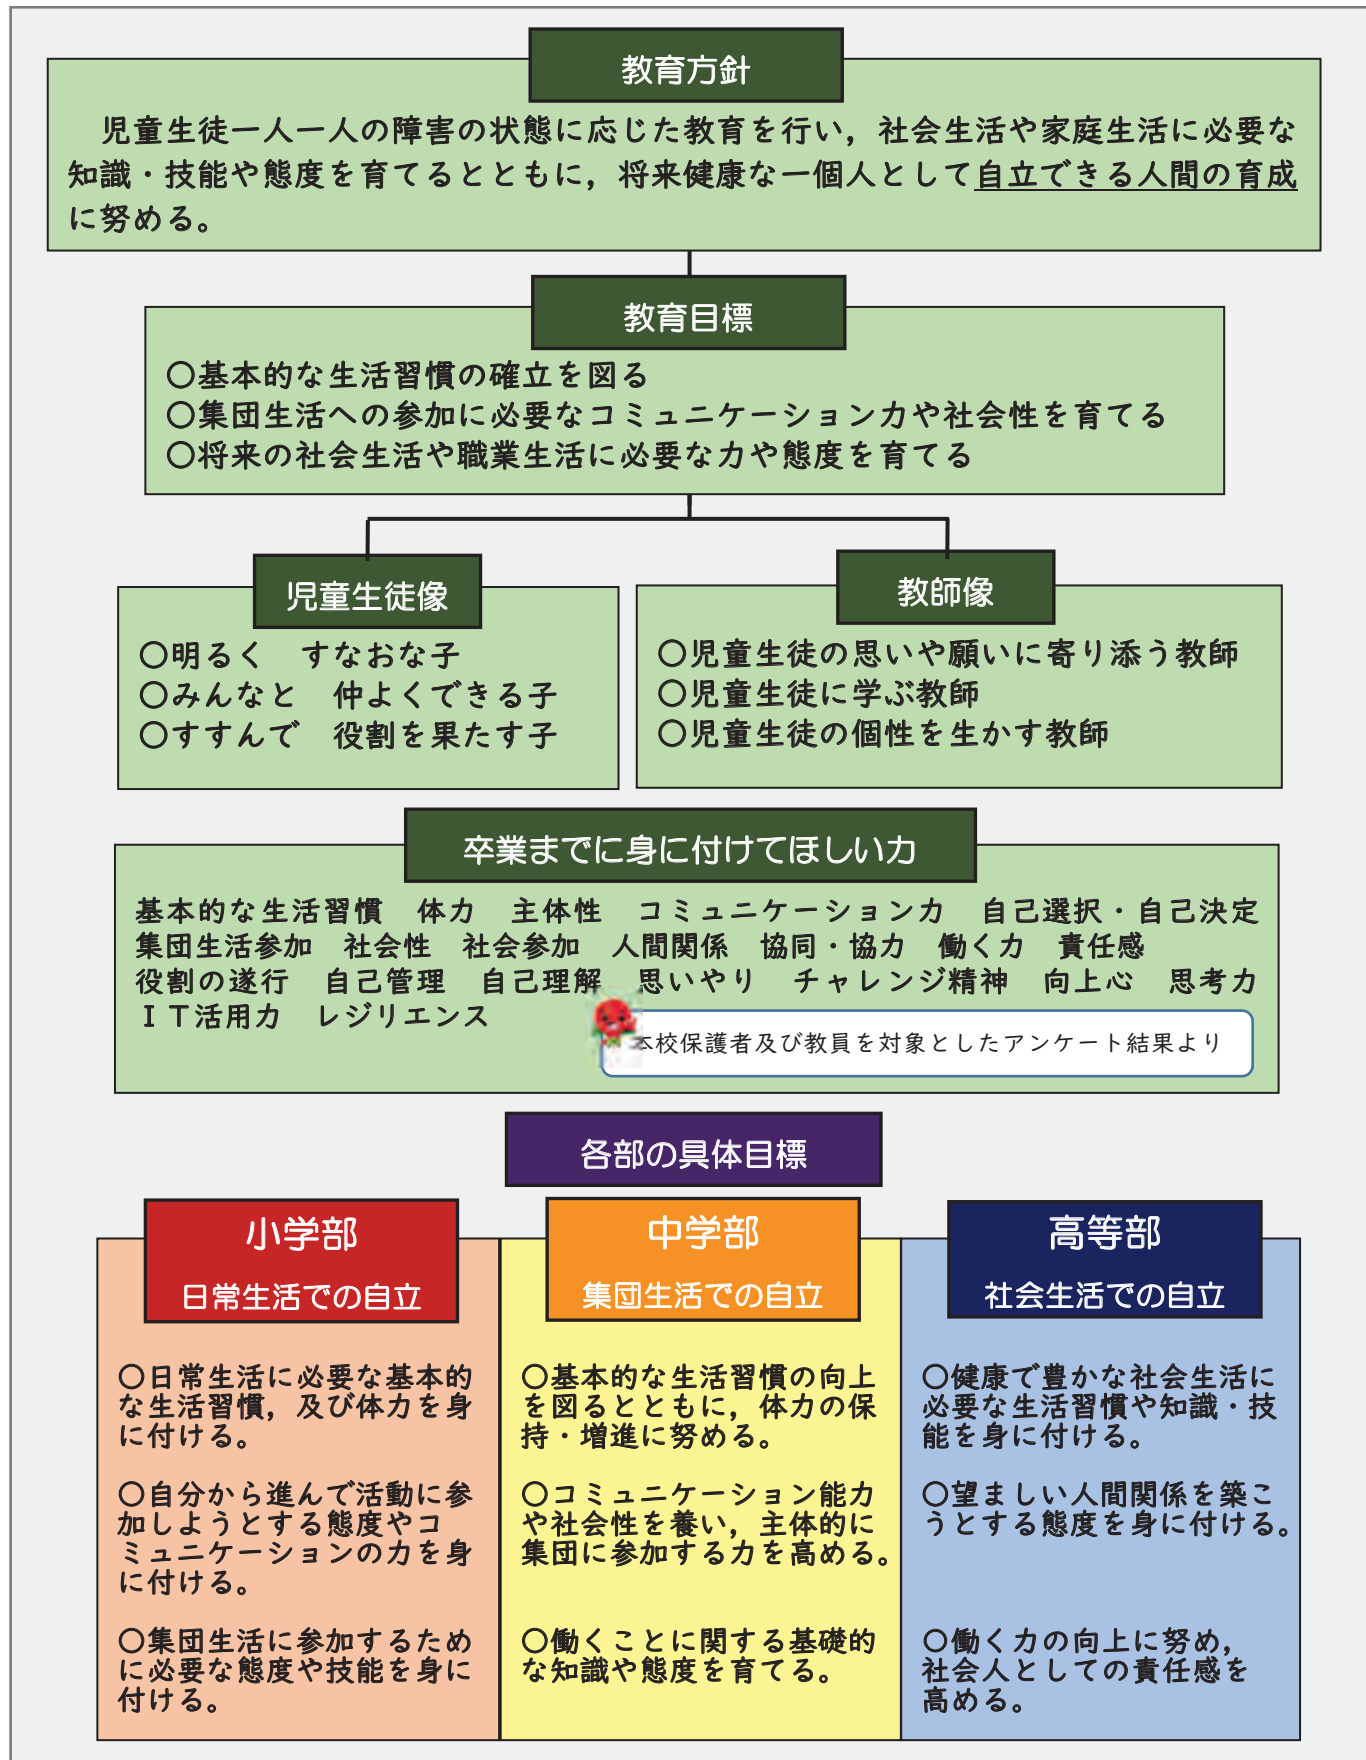 教育方針
児童生徒一人一人の障害の状態に応じた教育を行い，社会生活や家庭生活に必要な
知識・技能や態度を育てるとともに，将来健康な一個人として自立できる人間の育成
に努める。
教育目標
〇基本的な生活習慣の確立を図る
〇集団生活への参加に必要なコミュニケーション力や社会性を育てる
〇将来の社会生活や職業生活に必要な力や態度を育てる
児童生徒像
〇明るく　すなおな子
〇みんなと　仲よくできる子
〇すすんで　役割を果たす子
教師像
〇児童生徒の思いや願いに寄り添う教師
〇児童生徒に学ぶ教師
〇児童生徒の個性を生かす教師
卒業までに身に付けてほしい力
基本的な生活習慣　体力　主体性　コミュニケーション力　自己選択・自己決定
集団生活参加　社会性　社会参加　人間関係　協同・協力　働く力　責任感
役割の遂行　自己管理　自己理解　思いやり　チャレンジ精神　向上心　思考力
ＩＴ活用力　レジリエンス
本校保護者及び教員を対象としたアンケート結果より
各部の具体目標
小学部
日常生活での自立
〇日常生活に必要な基本的
な生活習慣，及び体力を身
に付ける。
〇自分から進んで活動に参
加しようとする態度やコ
ミュニケーションの力を身
に付ける。
〇集団生活に参加するため
に必要な態度や技能を身に
付ける。
中学部
集団生活での自立
〇基本的な生活習慣の向上
を図るとともに，体力の保
持・増進に努める。
〇コミュニケーション能力
や社会性を養い，主体的に
集団に参加する力を高める。
〇働くことに関する基礎的
な知識や態度を育てる。
高等部
社会生活での自立
〇健康で豊かな社会生活に
必要な生活習慣や知識・技
能を身に付ける。
〇望ましい人間関係を築こ
うとする態度を身に付ける。
〇働く力の向上に努め，
社会人としての責任感を
高める。